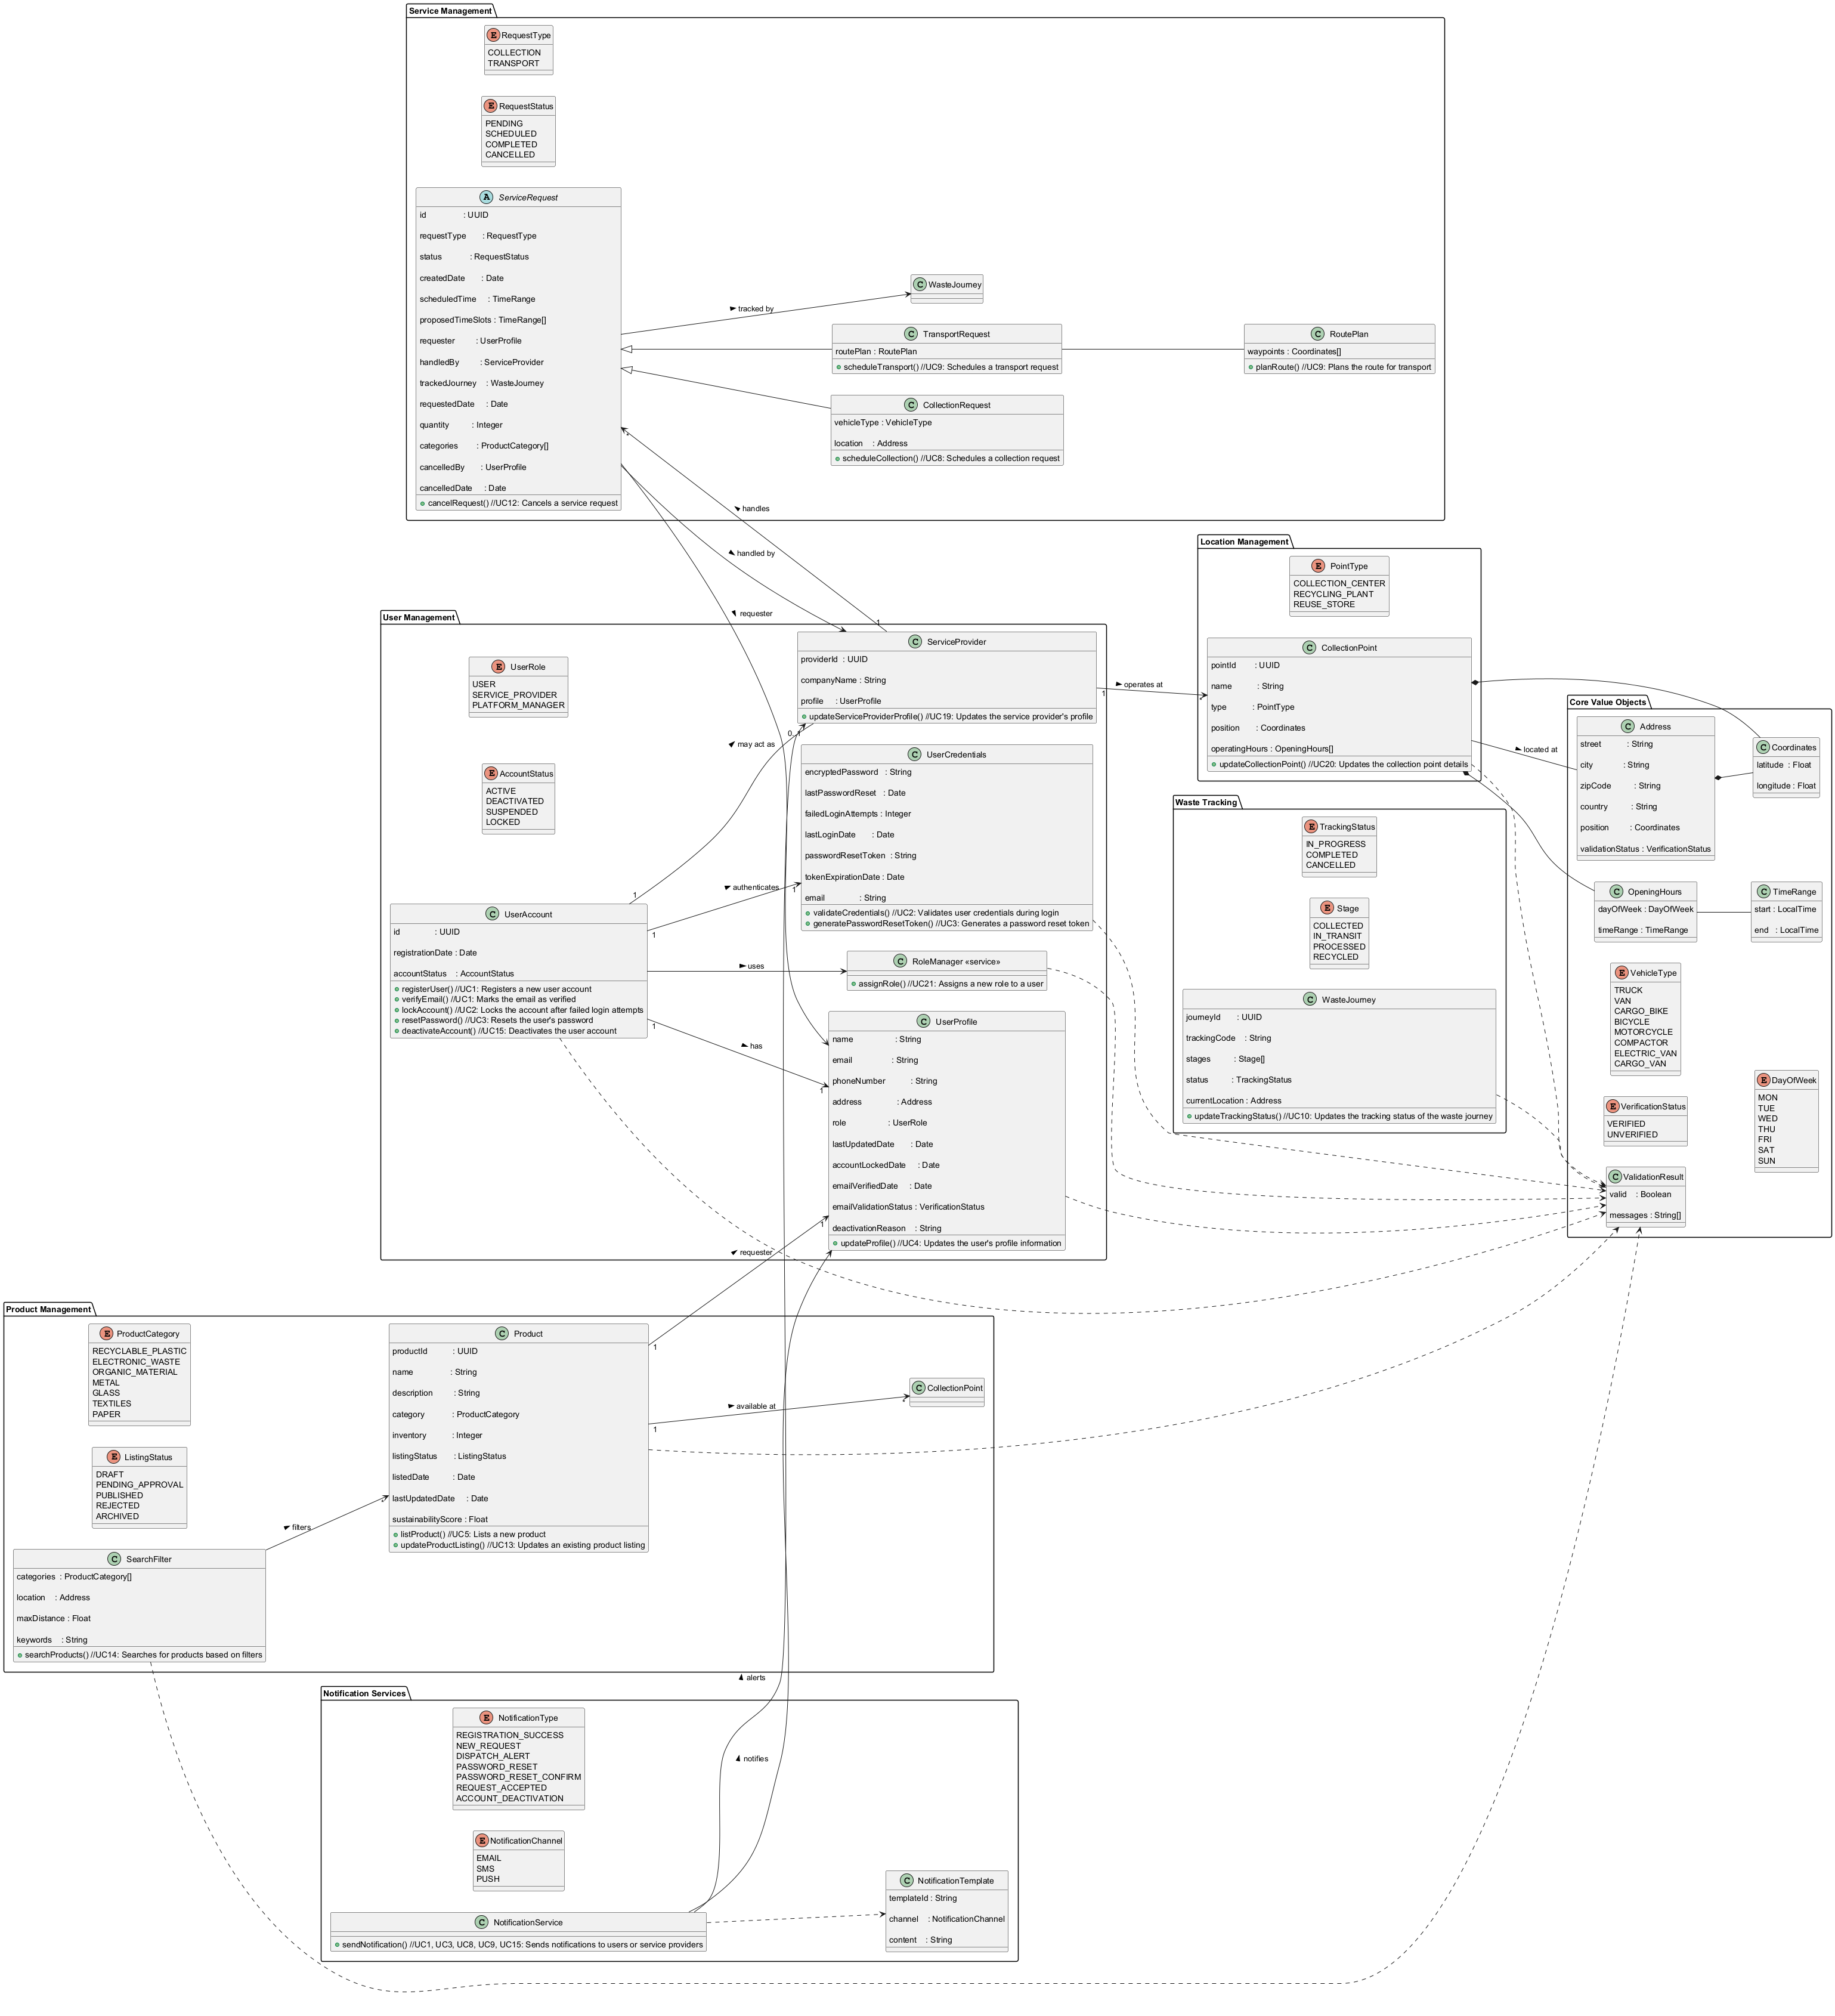 Service Management
RequestType
COLLECTION
TRANSPORT
RequestStatus
PENDING
SCHEDULED
COMPLETED
CANCELLED
ServiceRequest
id : UUID
requestType : RequestType
status : RequestStatus
createdDate : Date
scheduledTime : TimeRange
proposedTimeSlots : TimeRange[]
requester : UserProfile
handledBy : ServiceProvider
trackedJourney : WasteJourney
requestedDate : Date
quantity : Integer
categories : ProductCategory[]
cancelledBy : UserProfile
cancelledDate : Date
cancelRequest() //UC12: Cancels a service request
tracked by
WasteJourney
TransportRequest
routePlan : RoutePlan
scheduleTransport() //UC9: Schedules a transport request
RoutePlan
waypoints : Coordinates[]
planRoute() //UC9: Plans the route for transport
CollectionRequest
vehicleType : VehicleType
location : Address
scheduleCollection() //UC8: Schedules a collection request
*
handles
handled by
requester
1
User Management
UserRole
USER
SERVICE_PROVIDER
PLATFORM_MANAGER
AccountStatus
ACTIVE
DEACTIVATED
SUSPENDED
LOCKED
UserAccount
id : UUID
registrationDate : Date
accountStatus : AccountStatus
registerUser() //UC1: Registers a new user account
verifyEmail() //UC1: Marks the email as verified
lockAccount() //UC2: Locks the account after failed login attempts
resetPassword() //UC3: Resets the user's password
deactivateAccount() //UC15: Deactivates the user account
1
may act as
0..1
1
authenticates
1
uses
1
has
1
ServiceProvider
providerId : UUID
companyName : String
profile : UserProfile
updateServiceProviderProfile() //UC19: Updates the service provider's profile
UserCredentials
encryptedPassword : String
lastPasswordReset : Date
failedLoginAttempts : Integer
lastLoginDate : Date
passwordResetToken : String
tokenExpirationDate : Date
email : String
validateCredentials() //UC2: Validates user credentials during login
generatePasswordResetToken() //UC3: Generates a password reset token
RoleManager «service»
assignRole() //UC21: Assigns a new role to a user
UserProfile
name : String
email : String
phoneNumber : String
address : Address
role : UserRole
lastUpdatedDate : Date
accountLockedDate : Date
emailVerifiedDate : Date
emailValidationStatus : VerificationStatus
deactivationReason : String
updateProfile() //UC4: Updates the user's profile information
1
operates at
*
Location Management
PointType
COLLECTION_CENTER
RECYCLING_PLANT
REUSE_STORE
CollectionPoint
pointId : UUID
name : String
type : PointType
position : Coordinates
operatingHours : OpeningHours[]
updateCollectionPoint() //UC20: Updates the collection point details
located at
Waste Tracking
TrackingStatus
IN_PROGRESS
COMPLETED
CANCELLED
Stage
COLLECTED
IN_TRANSIT
PROCESSED
RECYCLED
WasteJourney
journeyId : UUID
trackingCode : String
stages : Stage[]
status : TrackingStatus
currentLocation : Address
updateTrackingStatus() //UC10: Updates the tracking status of the waste journey
Core Value Objects
Address
street : String
city : String
zipCode : String
country : String
position : Coordinates
validationStatus : VerificationStatus
Coordinates
latitude : Float
longitude : Float
OpeningHours
dayOfWeek : DayOfWeek
timeRange : TimeRange
TimeRange
start : LocalTime
end : LocalTime
VehicleType
TRUCK
VAN
CARGO_BIKE
BICYCLE
MOTORCYCLE
COMPACTOR
ELECTRIC_VAN
CARGO_VAN
VerificationStatus
VERIFIED
UNVERIFIED
DayOfWeek
MON
TUE
WED
THU
FRI
SAT
SUN
ValidationResult
valid : Boolean
messages : String[]
Product Management
ProductCategory
RECYCLABLE_PLASTIC
ELECTRONIC_WASTE
ORGANIC_MATERIAL
METAL
GLASS
TEXTILES
PAPER
ListingStatus
DRAFT
PENDING_APPROVAL
PUBLISHED
REJECTED
ARCHIVED
SearchFilter
categories : ProductCategory[]
location : Address
maxDistance : Float
keywords : String
searchProducts() //UC14: Searches for products based on filters
filters
*
Product
productId : UUID
name : String
description : String
category : ProductCategory
inventory : Integer
listingStatus : ListingStatus
listedDate : Date
lastUpdatedDate : Date
sustainabilityScore : Float
listProduct() //UC5: Lists a new product
updateProductListing() //UC13: Updates an existing product listing
1
requester
1
1
available at
*
CollectionPoint
alerts
Notification Services
NotificationType
REGISTRATION_SUCCESS
NEW_REQUEST
DISPATCH_ALERT
PASSWORD_RESET
PASSWORD_RESET_CONFIRM
REQUEST_ACCEPTED
ACCOUNT_DEACTIVATION
notifies
NotificationChannel
EMAIL
SMS
PUSH
NotificationService
sendNotification() //UC1, UC3, UC8, UC9, UC15: Sends notifications to users or service providers
NotificationTemplate
templateId : String
channel : NotificationChannel
content : String